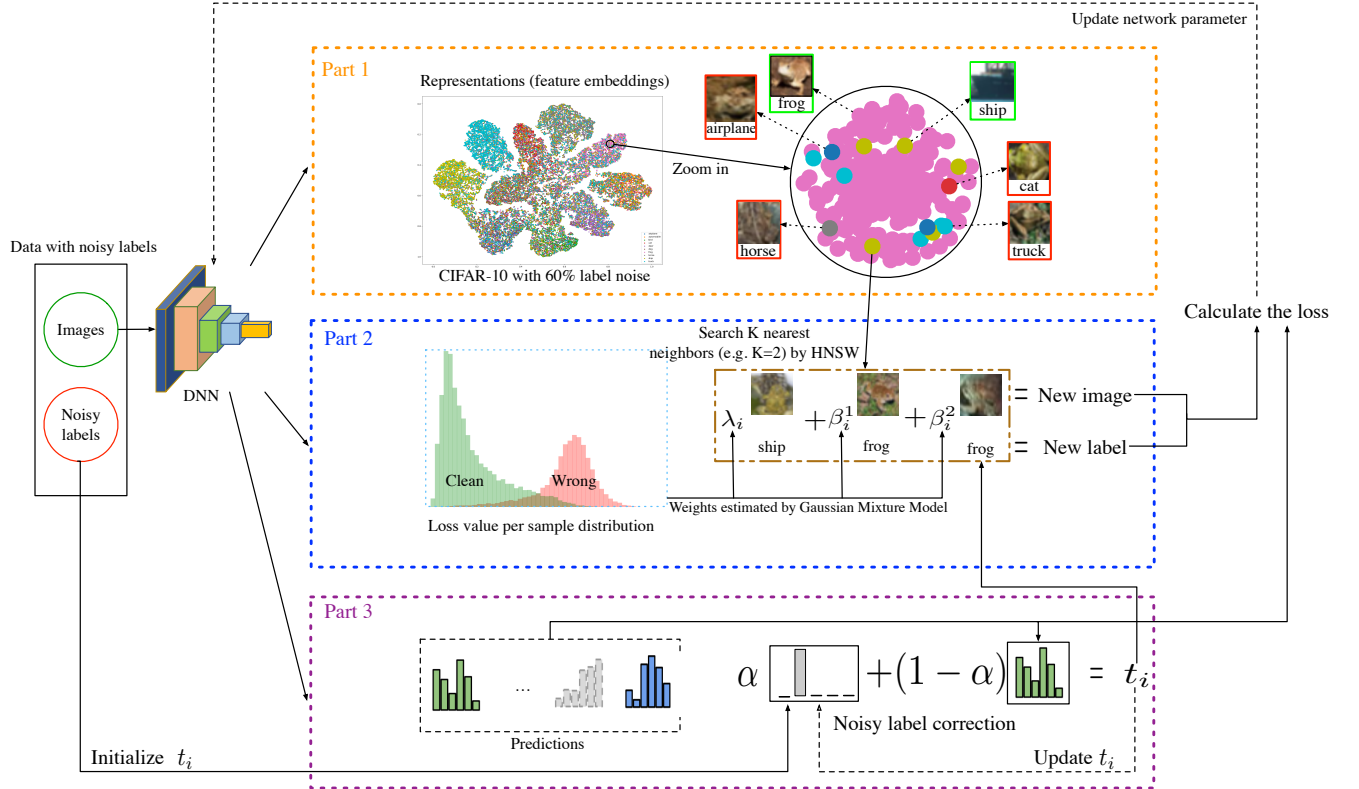 Update network parameter
Part 1
Representations (feature embeddings)
frog
ship
airplane
Zoom in
cat
horse
truck
CIFAR-10 with 60% label noise
Data with noisy labels
Images
Noisy
labels
DNN
Calculate the loss
Part 2
Search K nearest
neighbors (e.g. K=2) by HNSW
λ_i
+β_i^1
+β_i^2
= New image
ship
frog
frog
= New label
Clean
Wrong
Weights estimated by Gaussian Mixture Model
Loss value per sample distribution
Part 3
α
+(1 − α)
= t_i
...
Noisy label correction
Predictions
Initialize t_i
Update t_i